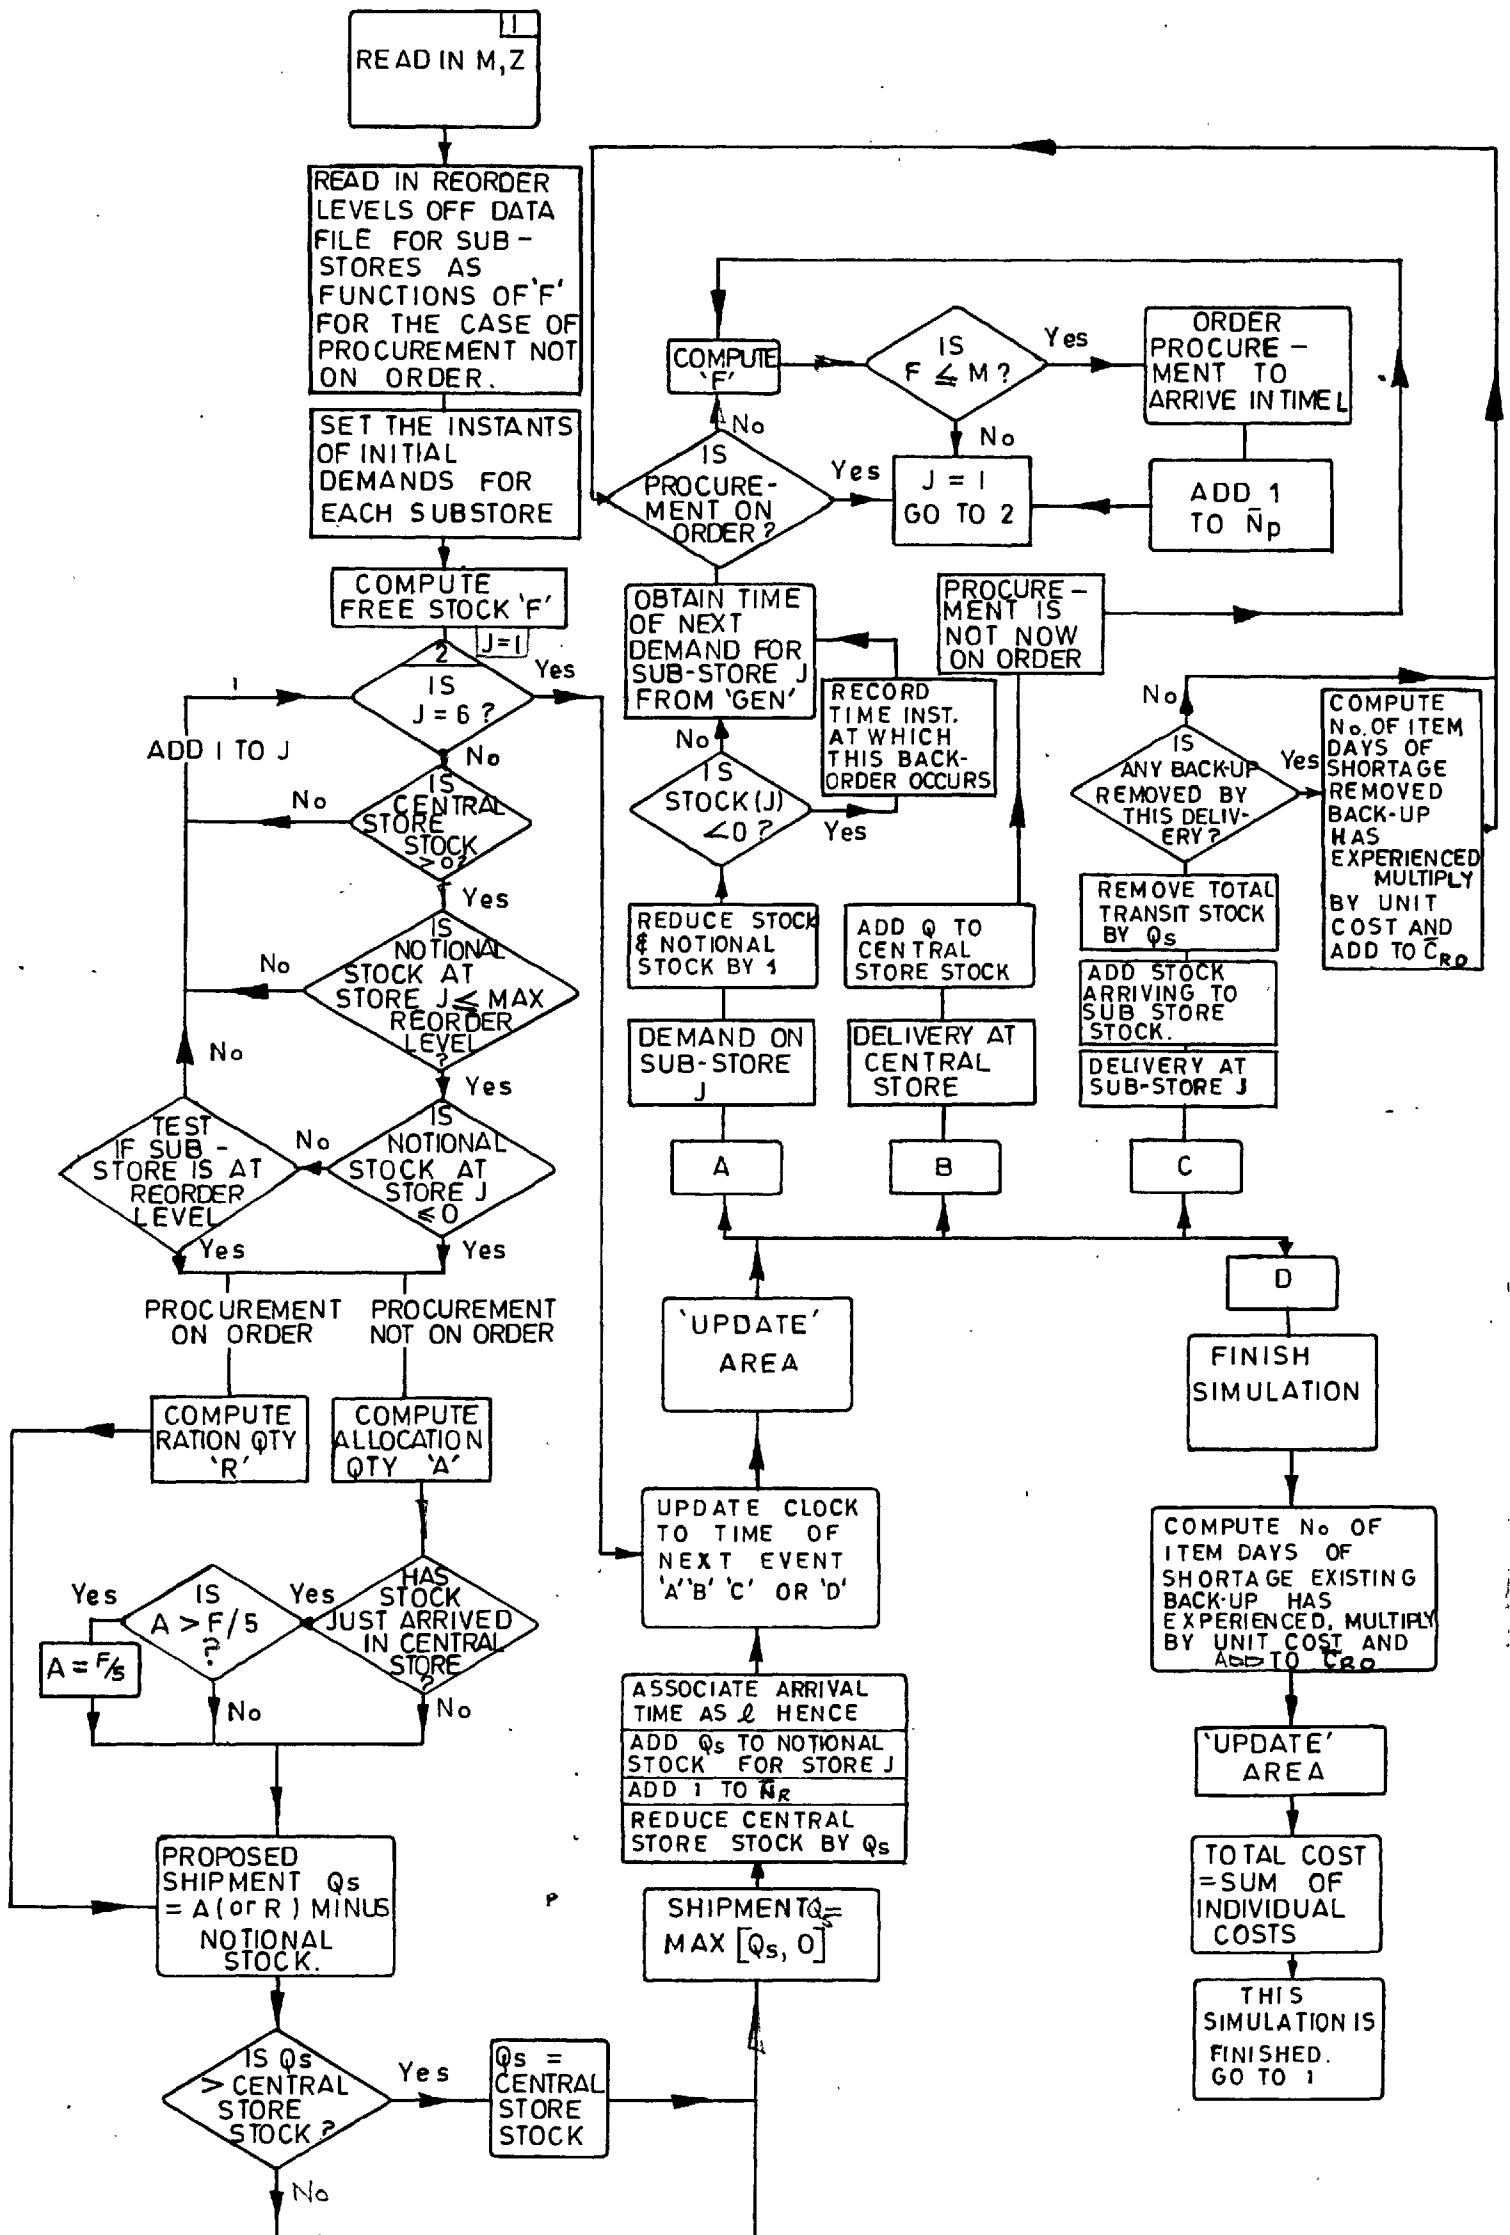 1
READ IN M,Z
READ IN REORDER
LEVELS OFF DATA
FILE FOR SUB-
STORES AS
FUNCTIONS OF 'F'
FOR THE CASE OF
PROCUREMENT NOT
ON ORDER.
SET THE INSTANTS
OF INITIAL
DEMANDS FOR
EACH SUBSTORE
COMPUTE
FREE STOCK 'F'
J=1
2
IS
J=6?
Yes
No
ADD 1 TO J
IS
CENTRAL
STORE
STOCK
>0?
No
Yes
IS
NOTIONAL
STOCK AT
STORE J ≤ MAX
REORDER
LEVEL
?
No
Yes
IS
NOTIONAL
STOCK AT
STORE J
≤ 0
No
Yes
TEST
IF SUB-
STORE IS AT
REORDER
LEVEL
No
Yes
PROCUREMENT
ON ORDER
PROCUREMENT
NOT ON ORDER
COMPUTE
RATION QTY
'R'
COMPUTE
ALLOCATION
QTY 'A'
HAS
STOCK
JUST ARRIVED
IN CENTRAL
STORE
?
Yes
No
IS
A > F/5
?
Yes
No
A = F/5
PROPOSED
SHIPMENT Qs
= A (or R) MINUS
NOTIONAL
STOCK.
IS Qs
> CENTRAL
STORE
STOCK?
Yes
No
Qs =
CENTRAL
STORE
STOCK
SHIPMENT Qs=
MAX [Qs, 0]
ASSOCIATE ARRIVAL
TIME AS ℓ HENCE
ADD Qs TO NOTIONAL
STOCK FOR STORE J
ADD 1 TO N̄R
REDUCE CENTRAL
STORE STOCK BY Qs
UPDATE CLOCK
TO TIME OF
NEXT EVENT
'A' 'B' 'C' OR 'D'
'UPDATE'
AREA
A
DEMAND ON
SUB-STORE
J
REDUCE STOCK
& NOTIONAL
STOCK BY 1
IS
STOCK (J)
<0?
No
Yes
RECORD
TIME INST.
AT WHICH
THIS BACK-
ORDER OCCURS
OBTAIN TIME
OF NEXT
DEMAND FOR
SUB-STORE J
FROM 'GEN'
IS
PROCURE-
MENT ON
ORDER?
No
Yes
COMPUTE
'F'
IS
F ≤ M?
Yes
No
ORDER
PROCURE-
MENT TO
ARRIVE IN TIME L
ADD 1
TO N̄p
J = 1
GO TO 2
B
DELIVERY AT
CENTRAL
STORE
ADD Q TO
CENTRAL
STORE STOCK
PROCURE-
MENT IS
NOT NOW
ON ORDER
C
DELIVERY AT
SUB-STORE J
ADD STOCK
ARRIVING TO
SUB STORE
STOCK.
REMOVE TOTAL
TRANSIT STOCK
BY Qs
IS
ANY BACK-UP
REMOVED BY
THIS DELIV-
ERY?
No
Yes
COMPUTE
No. OF ITEM
DAYS OF
SHORTAGE
REMOVED
BACK-UP
HAS
EXPERIENCED
MULTIPLY
BY UNIT
COST AND
ADD TO C̄RO
D
FINISH
SIMULATION
COMPUTE No OF
ITEM DAYS OF
SHORTAGE EXISTING
BACK-UP HAS
EXPERIENCED, MULTIPLY
BY UNIT COST AND
ADD TO C̄RO
'UPDATE'
AREA
TOTAL COST
=SUM OF
INDIVIDUAL
COSTS
THIS
SIMULATION IS
FINISHED.
GO TO 1